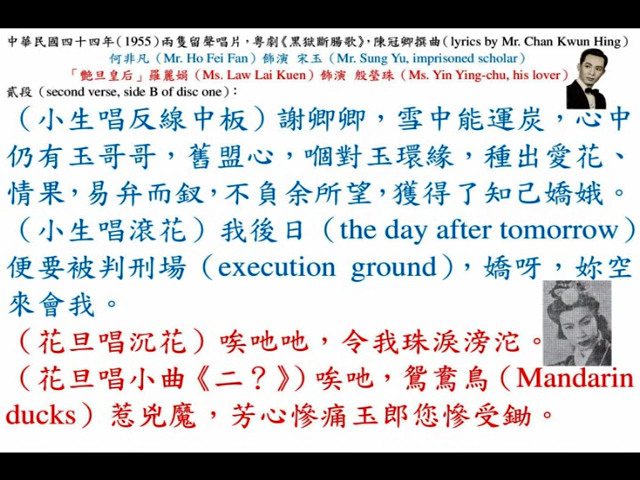 中華民國四十四年(1955)兩隻留聲唱片,粵劇《黑獄斷腸歌》,陳冠卿撰曲(lyrics by Mr. Chan Kwun Hing)
何非凡(Mr. Ho Fei Fan)飾演 宋玉(Mr. Sung Yu, imprisoned scholar)
「艷旦皇后」羅麗娟(Ms. Law Lai Kuen)飾演 殷瑩珠(Ms. Yin Ying-chu, his lover)
貳段(second verse, side B of disc one):
(小生唱反線中板)謝卿卿,雪中能運炭,心中
仍有玉哥哥,舊盟心,嗰對玉環緣,種出愛花、
情果,易弁而釵,不負余所望,獲得了知己嬌娥。
(小生唱滾花)我後日(the day after tomorrow)
便要被判刑場(execution ground),嬌呀,妳空
來會我。
(花旦唱沉花)唉吔吔,令我珠淚滂沱。
(花旦唱小曲《二?》)唉吔,鴛鴦鳥(Mandarin
ducks)惹兇魔,芳心慘痛玉郎您慘受鋤。